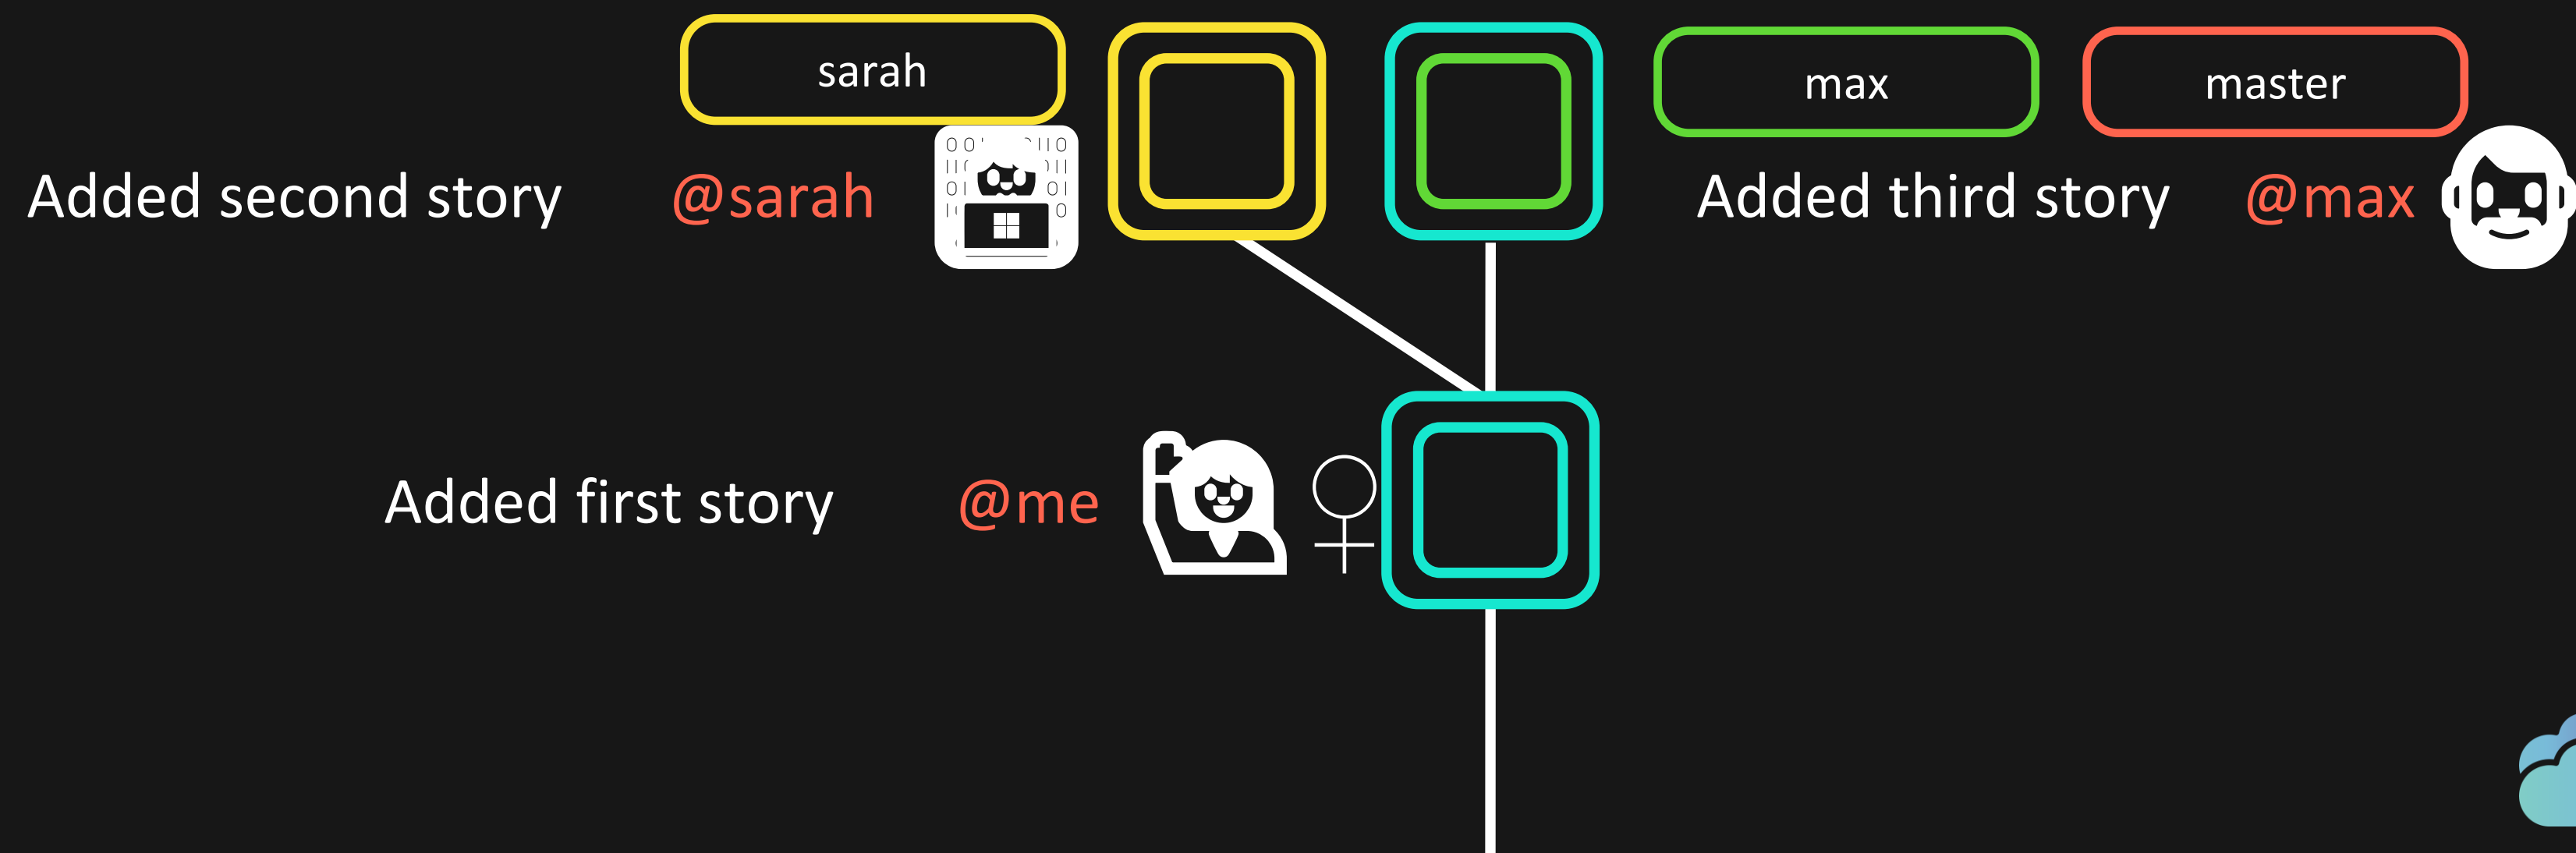 sarah
max
master
Added second story @sarah
Added third story @max
Added first story @me